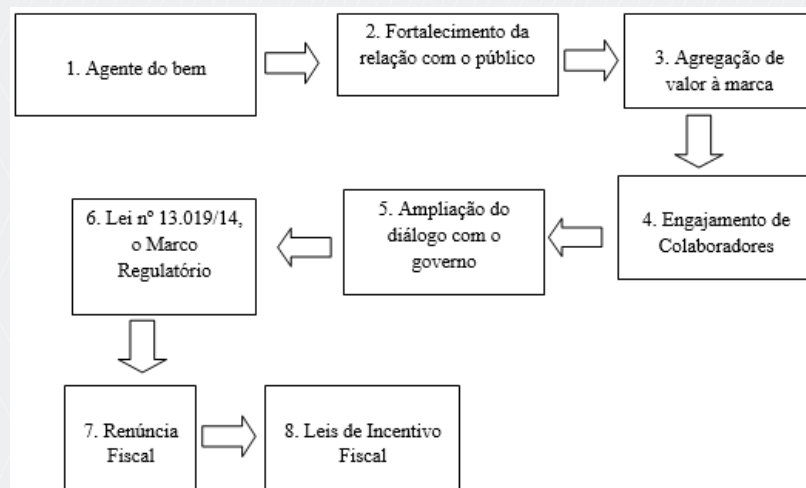 1. Agente do bem
2. Fortalecimento da
relação com o público
3. Agregação de
valor à marca
4. Engajamento de
Colaboradores
5. Ampliação do
diálogo com o
governo
6. Lei nº 13.019/14,
o Marco
Regulatório
7. Renúncia
Fiscal
8. Leis de Incentivo
Fiscal